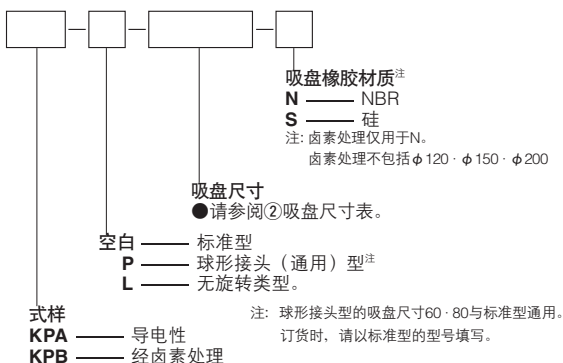 吸盘橡胶材质注
N —— NBR
S —— 硅
注: 卤素处理仅用于N。
卤素处理不包括φ120 · φ150 · φ200
吸盘尺寸
●请参阅②吸盘尺寸表。
空白 —— 标准型
P —— 球形接头（通用）型注
L —— 无旋转类型。
式样
KPA —— 导电性
KPB —— 经卤素处理
注: 球形接头型的吸盘尺寸60 · 80与标准型通用。
订货时，请以标准型的型号填写。